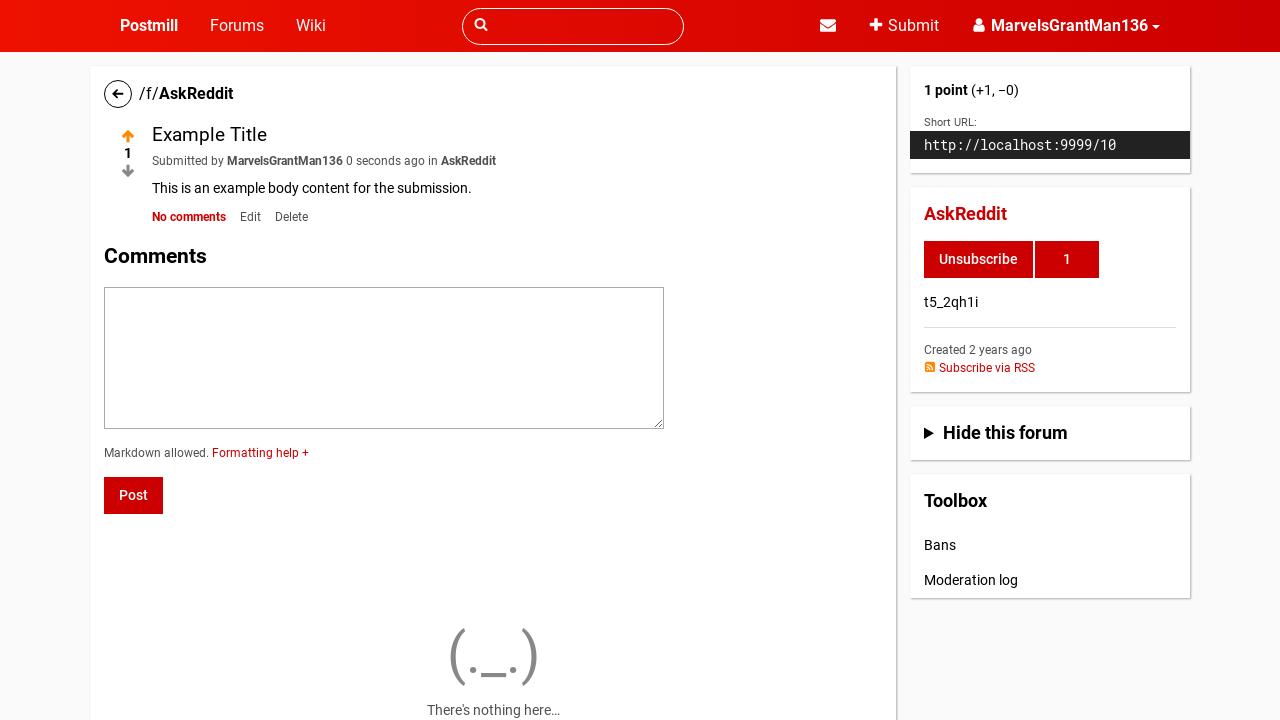 Postmill Forums Wiki Submit MarvelsGrantMan136
/f/AskReddit
Example Title
1
Submitted by MarvelsGrantMan136 0 seconds ago in AskReddit
This is an example body content for the submission.
No comments Edit Delete
Comments
Markdown allowed. Formatting help +
Post
(._.)
There's nothing here…
1 point (+1, −0)
Short URL:
http://localhost:9999/10
AskReddit
Unsubscribe 1
t5_2qh1i
Created 2 years ago
Subscribe via RSS
Hide this forum
Toolbox
Bans
Moderation log